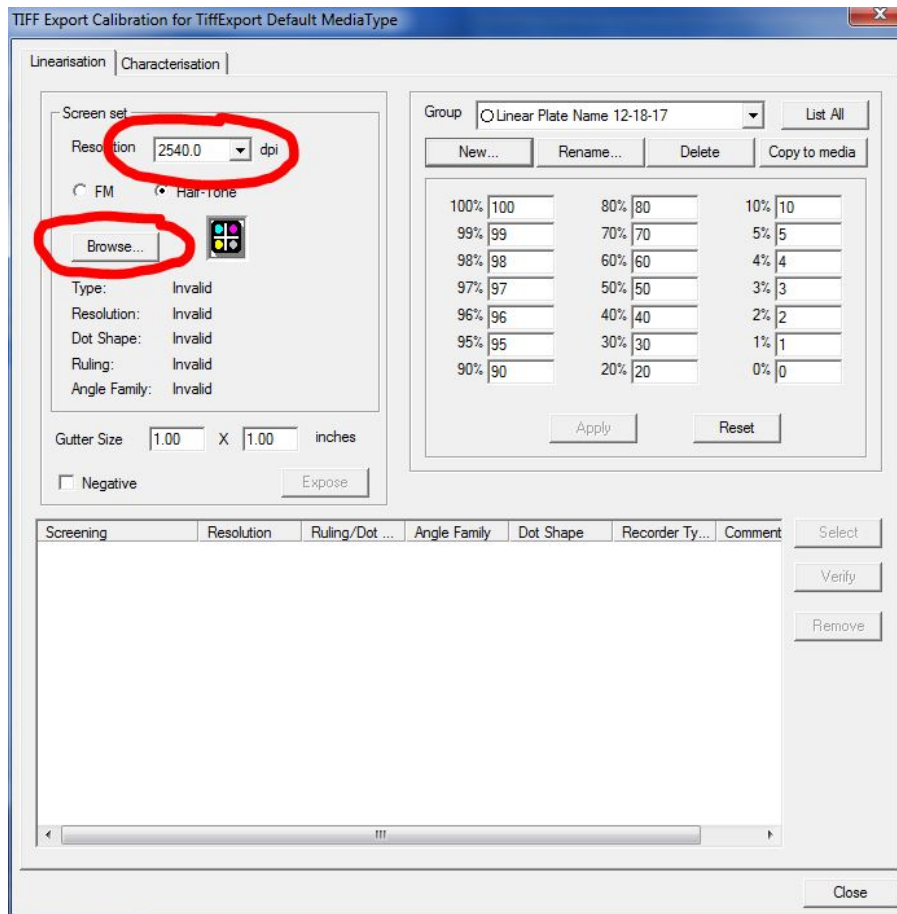 TIFF Export Calibration for TiffExport Default MediaType
Linearisation
Characterisation
Screen set
Resolution 2540.0 dpi
FM Half-Tone
Browse...
Type: Invalid
Resolution: Invalid
Dot Shape: Invalid
Ruling: Invalid
Angle Family: Invalid
Gutter Size 1.00 X 1.00 inches
Negative Expose
Group Linear Plate Name 12-18-17 List All
New... Rename... Delete Copy to media
100% 100 80% 80 10% 10
99% 99 70% 70 5% 5
98% 98 60% 60 4% 4
97% 97 50% 50 3% 3
96% 96 40% 40 2% 2
95% 95 30% 30 1% 1
90% 90 20% 20 0% 0
Apply Reset
Screening Resolution Ruling/Dot ... Angle Family Dot Shape Recorder Ty... Comment
Select
Verify
Remove
Close